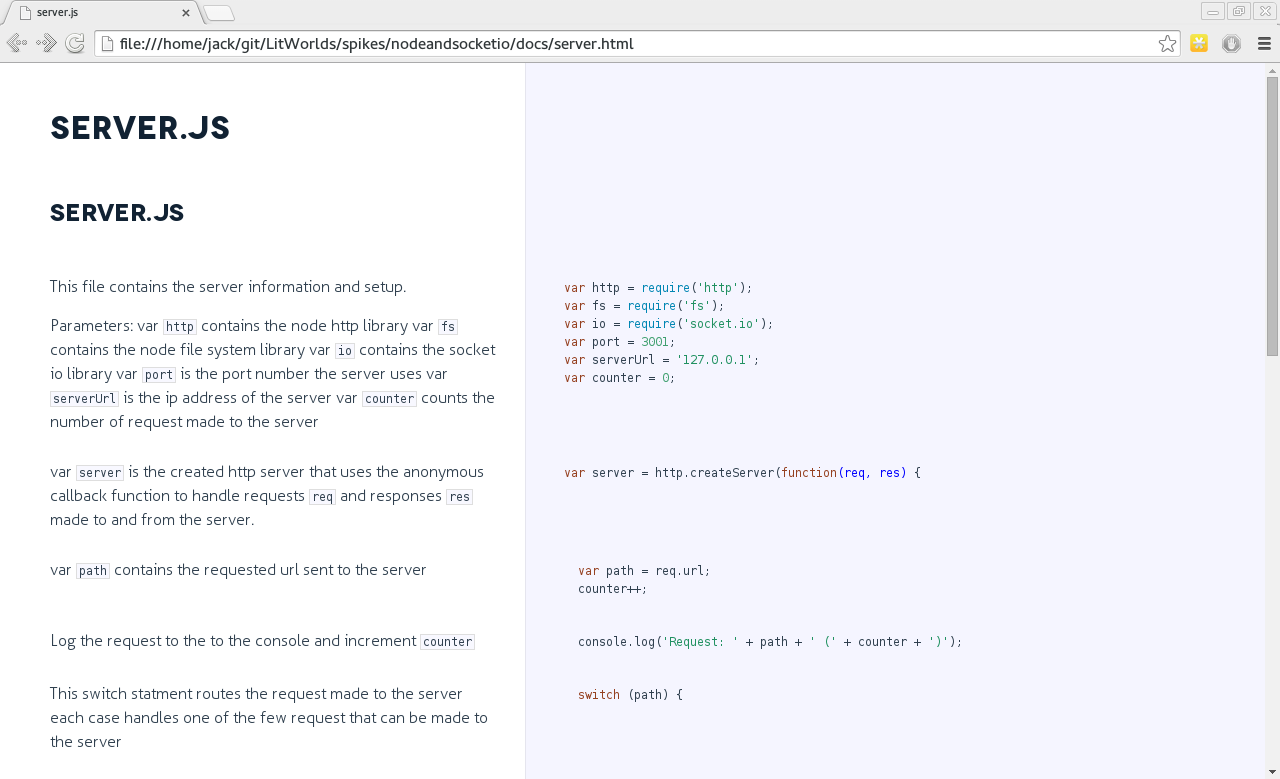 server.js
file:///home/jack/git/LitWorlds/spikes/nodeandsocketio/docs/server.html
SERVER.JS
SERVER.JS
This file contains the server information and setup.
Parameters: var http contains the node http library var fs
contains the node file system library var io contains the socket
io library var port is the port number the server uses var
serverUrl is the ip address of the server var counter counts the
number of request made to the server
var http = require('http');
var fs = require('fs');
var io = require('socket.io');
var port = 3001;
var serverUrl = '127.0.0.1';
var counter = 0;
var server is the created http server that uses the anonymous
callback function to handle requests req and responses res
made to and from the server.
var server = http.createServer(function(req, res) {
var path contains the requested url sent to the server
var path = req.url;
counter++;
Log the request to the to the console and increment counter
console.log('Request: ' + path + ' (' + counter + ')');
This switch statment routes the request made to the server
each case handles one of the few request that can be made to
the server
switch (path) {